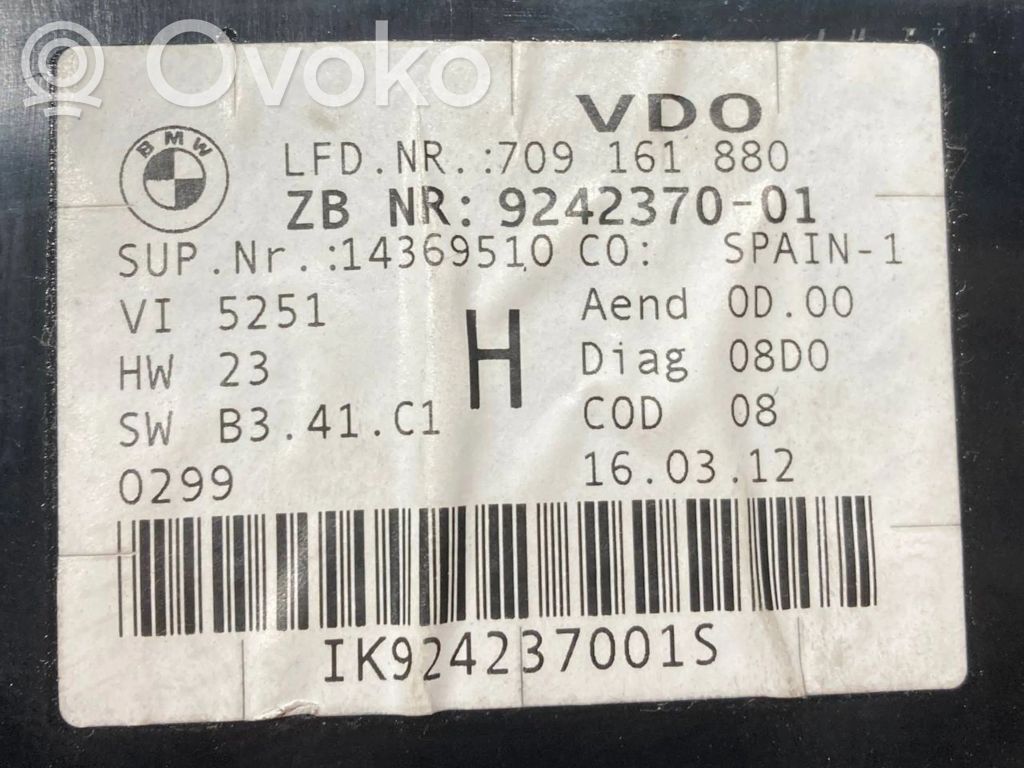 Ovoko
VDO
BMW
LFD.NR.:709 161 880
ZB NR: 9242370-01
SUP.Nr.:14369510 CO: SPAIN-1
VI 5251 Aend 0D.00
HW 23 H Diag 08D0
SW B3.41.C1 COD 08
0299 16.03.12
IK924237001S